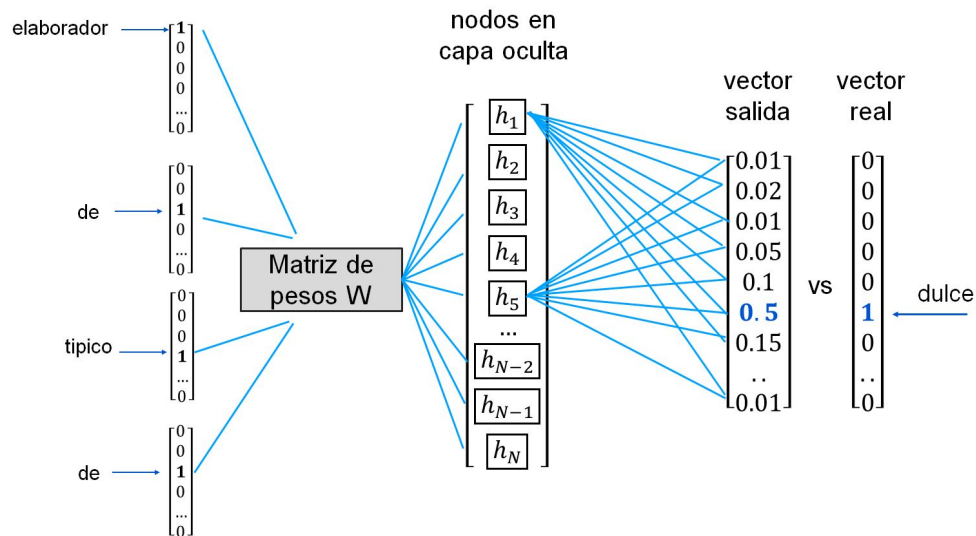 elaborador
1
0
0
0
...
0
de
0
0
1
0
...
0
tipico
0
0
0
1
...
0
de
0
0
1
0
...
0
Matriz de
pesos W
nodos en
capa oculta
h1
h2
h3
h4
h5
...
hN−2
hN−1
hN
vector
salida
0.01
0.02
0.01
0.05
0.1
0.5
0.15
..
0.01
vs
vector
real
0
0
0
0
0
1
0
..
0
dulce